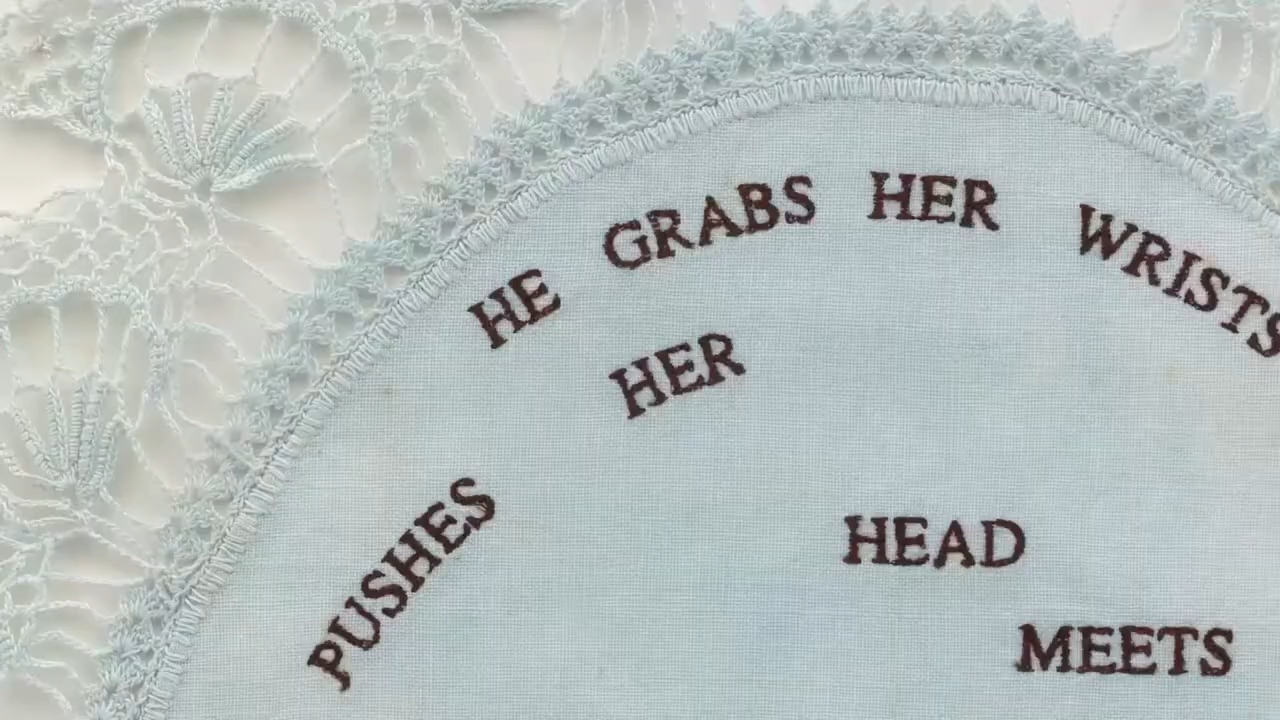 HE GRABS HER WRISTS
HER
PUSHES
HEAD
MEETS